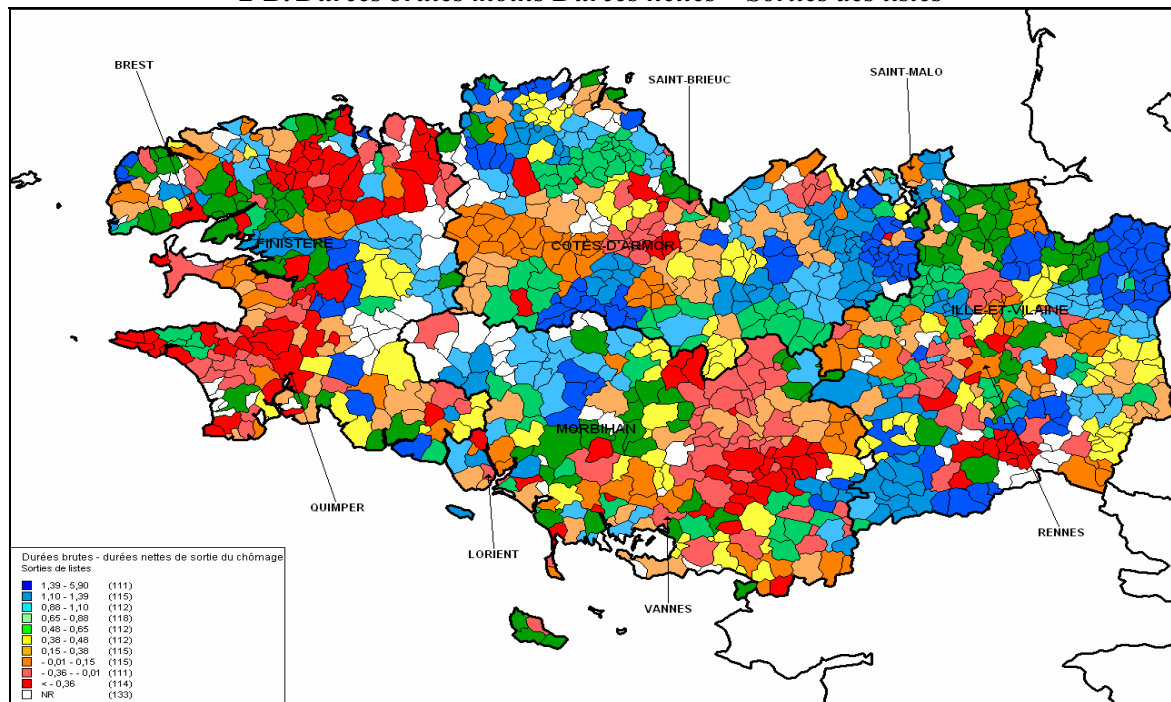 BREST
SAINT-BRIEUC
SAINT-MALO
FINISTERE
COTES-D'ARMOR
ILLE-ET-VILAINE
MORBIHAN
QUIMPER
LORIENT
VANNES
RENNES
Durées brutes - durées nettes de sortie du chômage
Sorties de listes
1,39 - 5,90 (111)
1,10 - 1,39 (115)
0,88 - 1,10 (112)
0,65 - 0,88 (118)
0,48 - 0,65 (112)
0,38 - 0,48 (112)
0,15 - 0,38 (115)
- 0,01 - 0,15 (115)
- 0,36 - - 0,01 (111)
< - 0,36 (114)
NR (133)